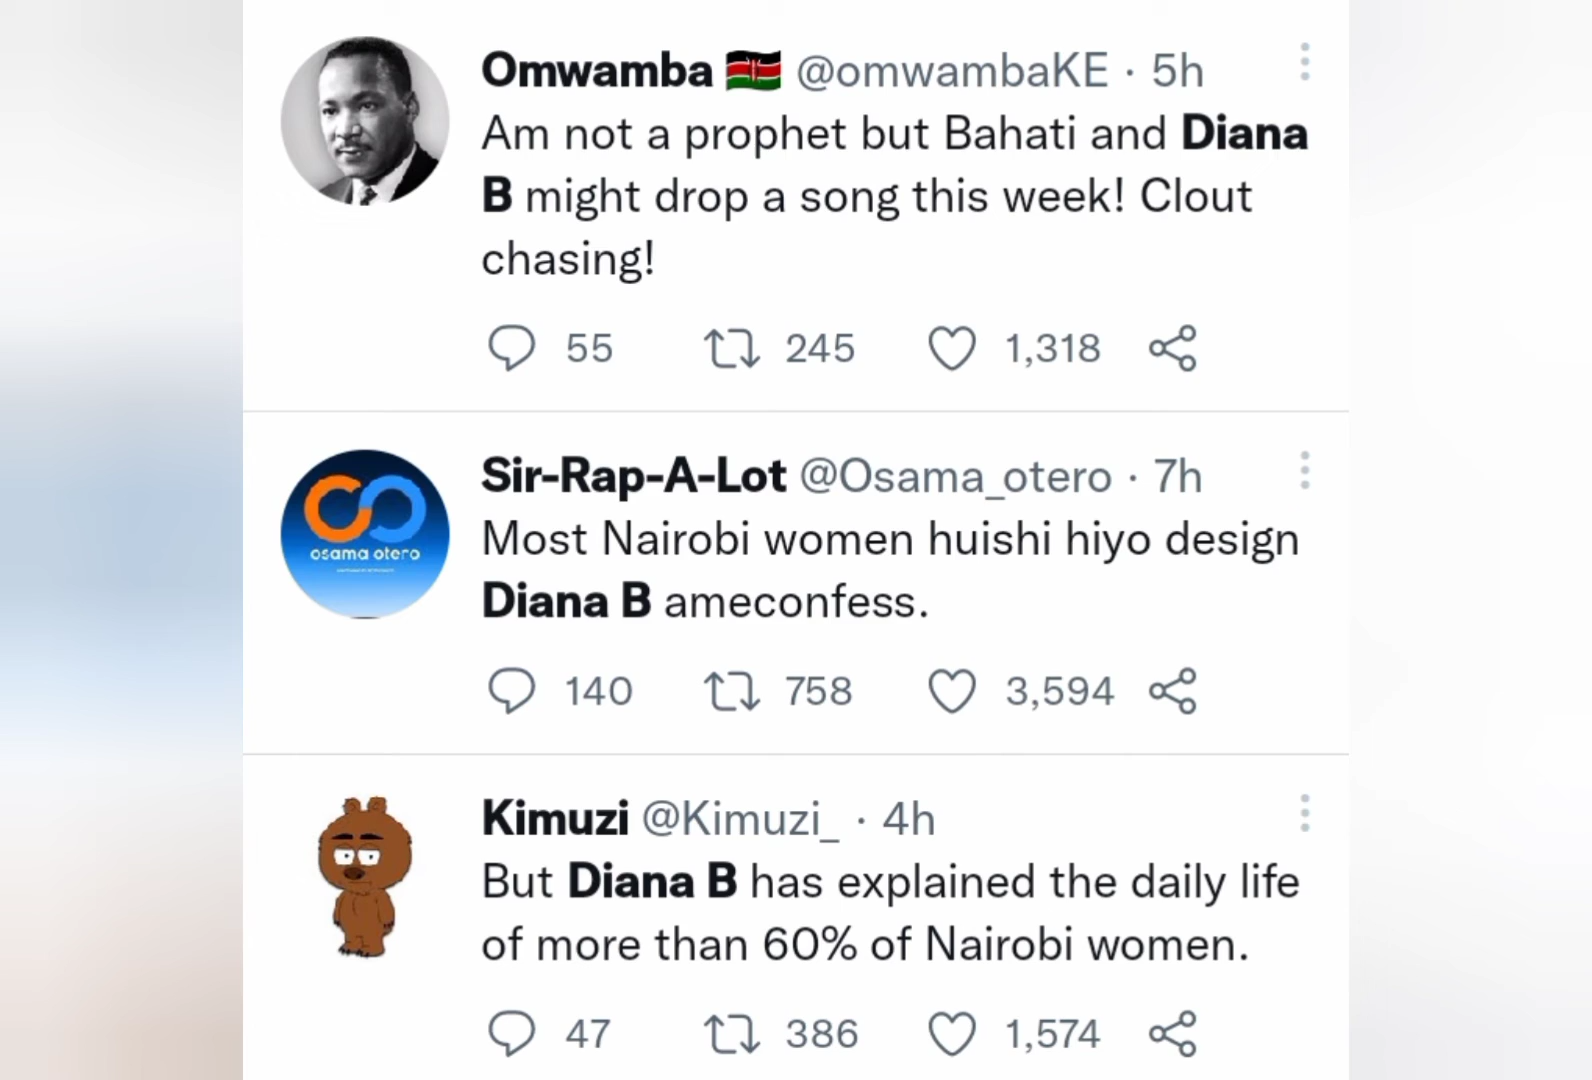 Omwamba 🇰🇪 @omwambaKE · 5h
Am not a prophet but Bahati and Diana
B might drop a song this week! Clout
chasing!
55 245 1,318
Sir-Rap-A-Lot @Osama_otero · 7h
osama otero
Most Nairobi women huishi hiyo design
Diana B ameconfess.
140 758 3,594
Kimuzi @Kimuzi_ · 4h
But Diana B has explained the daily life
of more than 60% of Nairobi women.
47 386 1,574